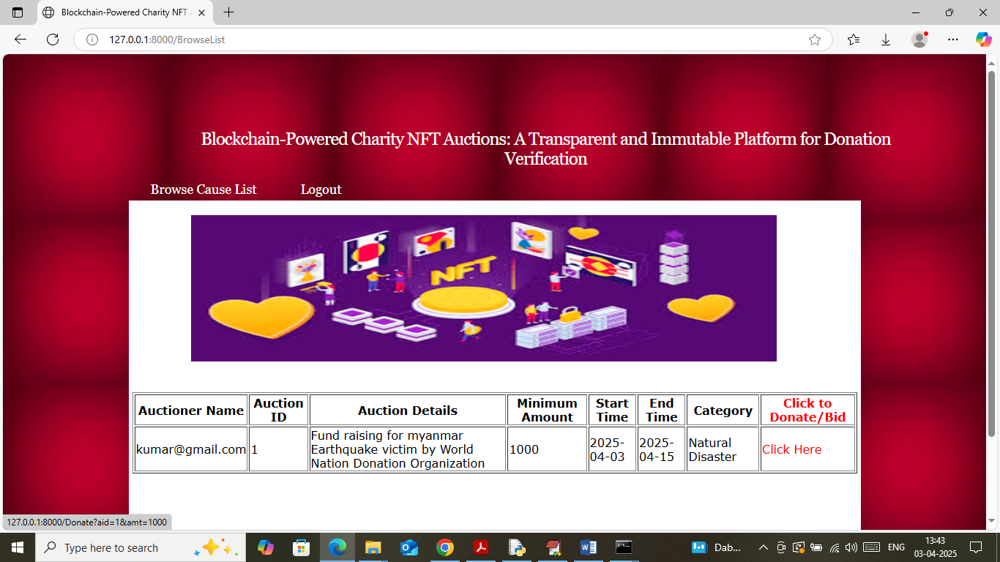 Blockchain-Powered Charity NFT
127.0.0.1:8000/BrowseList
Blockchain-Powered Charity NFT Auctions: A Transparent and Immutable Platform for Donation
Verification
Browse Cause List Logout
NFT
Auctioner Name Auction ID Auction Details Minimum Amount Start Time End Time Category Click to Donate/Bid
kumar@gmail.com 1 Fund raising for myanmar Earthquake victim by World Nation Donation Organization 1000 2025-04-03 2025-04-15 Natural Disaster Click Here
127.0.0.1:8000/Donate?aid=1&amt=1000
Type here to search
Dab...
ENG
13:43
03-04-2025